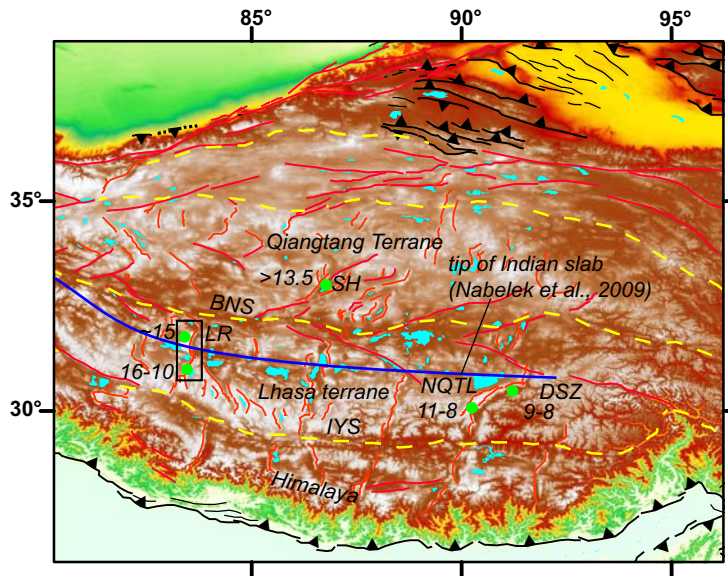 85° 90° 95°
35°
Qiangtang Terrane
tip of Indian slab
>13.5 SH
(Nabelek et al., 2009)
BNS
~15 LR
16-10
Lhasa terrane
NQTL
DSZ
30°
11-8
9-8
IYS
Himalaya